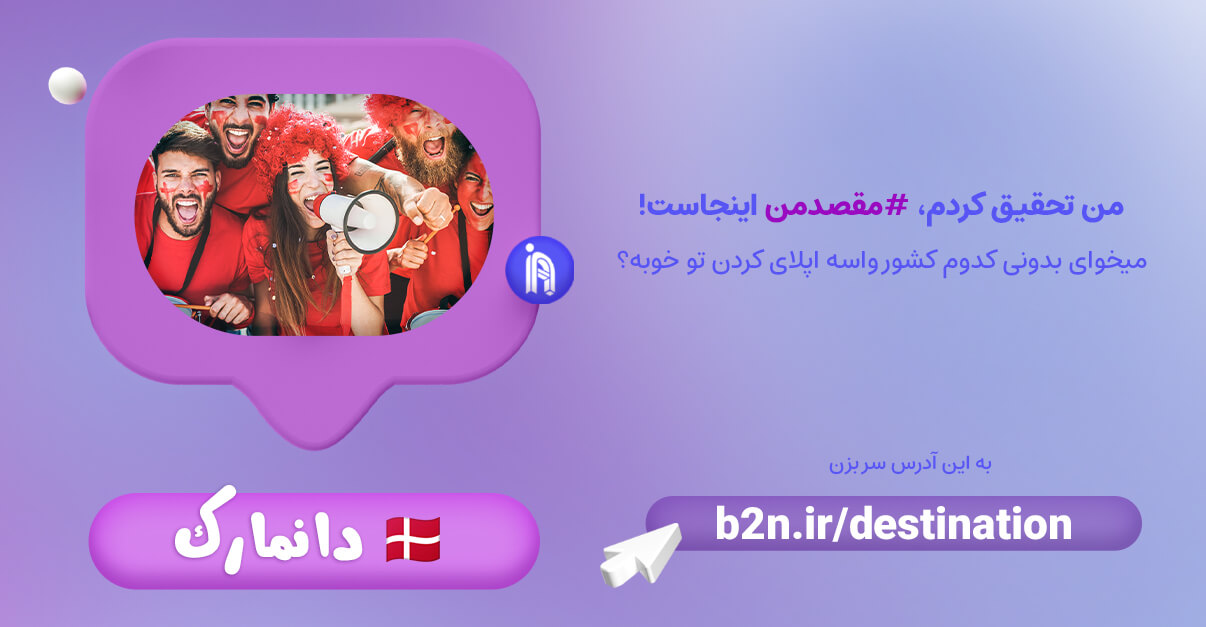 من تحقیق کردم، #مقصدمن اینجاست!
میخوای بدونی کدوم کشور واسه اپلای کردن تو خوبه؟
به این آدرس سر بزن
b2n.ir/destination
دانمارک